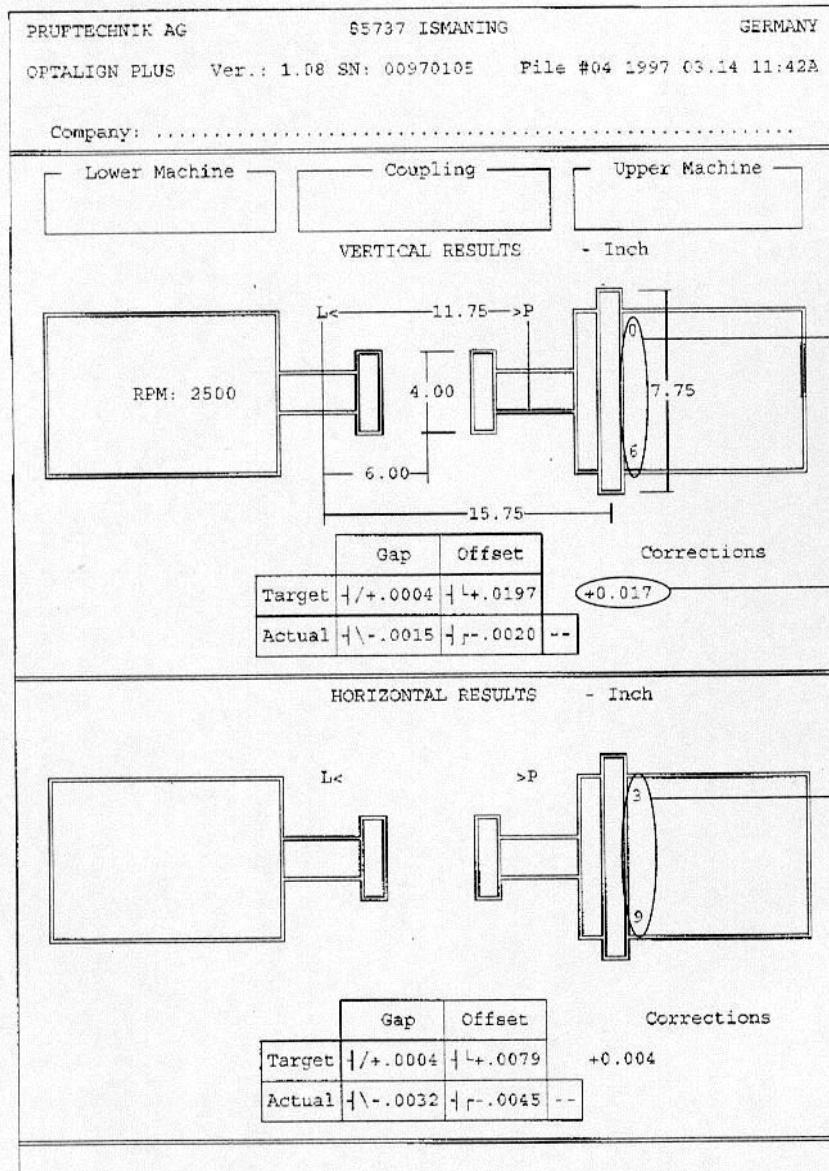 PRUFTECHNIK AG 85737 ISMANING GERMANY
OPTALIGN PLUS Ver.: 1.08 SN: 00970105 File #04 1997 03.14 11:42A
Company: ........................................................
Lower Machine Coupling Upper Machine
VERTICAL RESULTS - Inch
L<——11.75—>P
0
RPM: 2500 4.00 7.75
6
6.00
15.75
Gap Offset Corrections
Target ┤/+.0004 ┤└+.0197 +0.017
Actual ┤\-.0015 ┤┌-.0020 --
HORIZONTAL RESULTS - Inch
L< >P
3
9
Gap Offset Corrections
Target ┤/+.0004 ┤└+.0079 +0.004
Actual ┤\-.0032 ┤┌-.0045 --